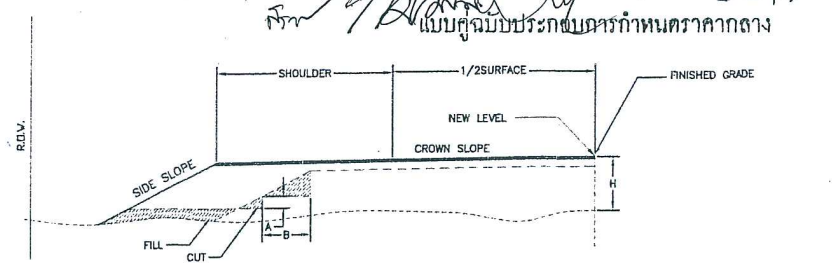 แบบคู่ฉบับประกอบการกำหนดราคากลาง
SHOULDER
1/2SURFACE
FINISHED GRADE
NEW LEVEL
CROWN SLOPE
R.O.W.
SIDE SLOPE
H
A
B
FILL
CUT